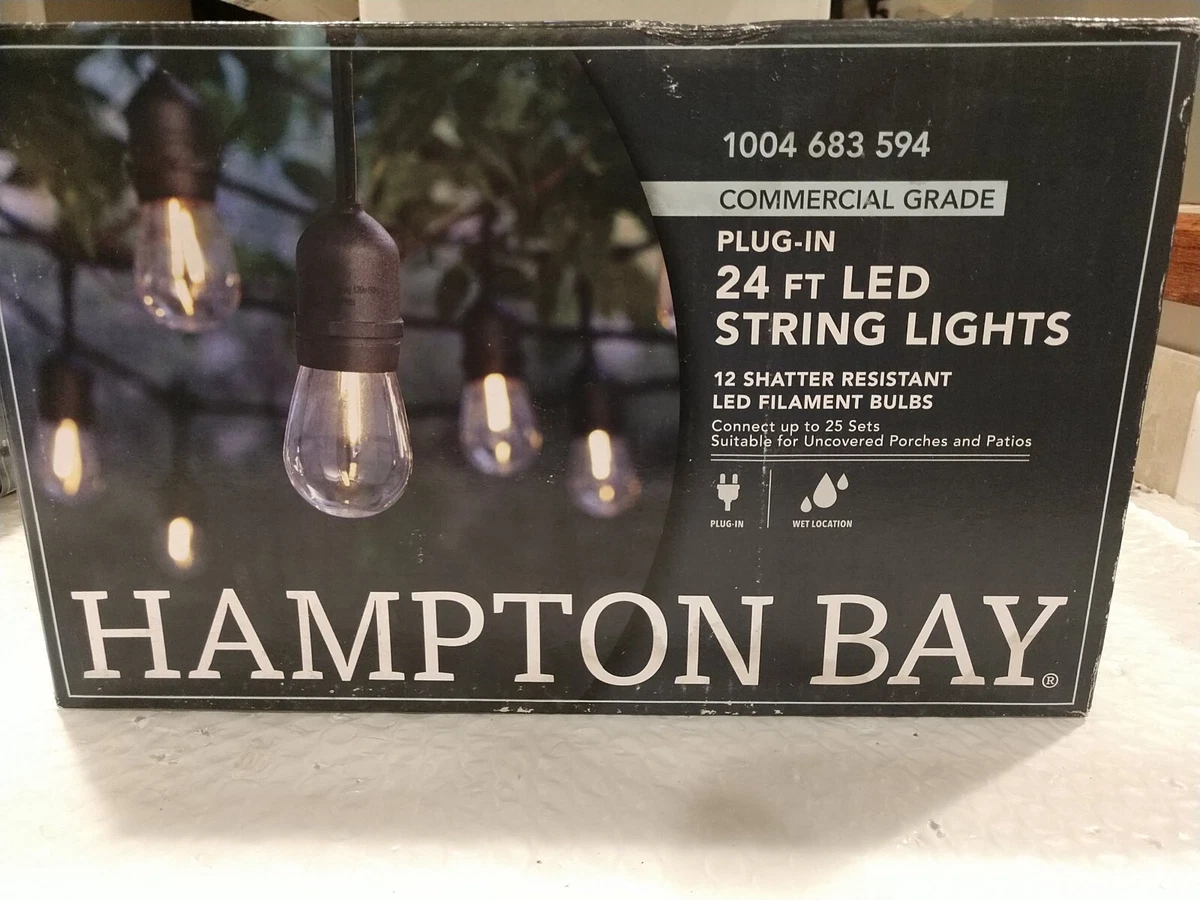 1004 683 594
COMMERCIAL GRADE
PLUG-IN
24 FT LED
STRING LIGHTS
12 SHATTER RESISTANT
LED FILAMENT BULBS
Connect up to 25 Sets
Suitable for Uncovered Porches and Patios
PLUG-IN
WET LOCATION
HAMPTON BAY®